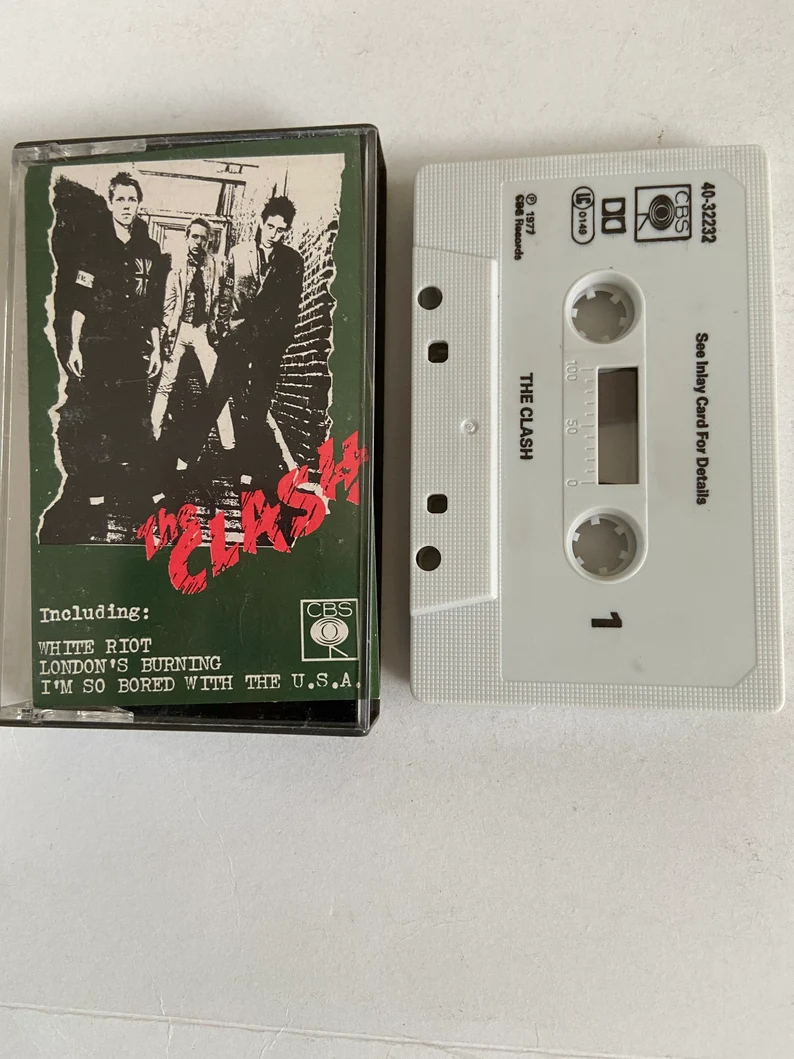 The CLASH
Including:
CBS
WHITE RIOT
LONDON'S BURNING
I'M SO BORED WITH THE U.S.A.
40-32232
CBS
LC 0149
℗ 1977
CBS Records
See Inlay Card For Details
100 50 0
THE CLASH
1